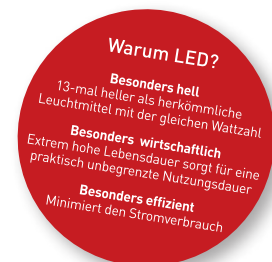 Warum LED?
Besonders hell
13-mal heller als herkömmliche
Leuchtmittel mit der gleichen Wattzahl
Besonders wirtschaftlich
Extrem hohe Lebensdauer sorgt für eine
praktisch unbegrenzte Nutzungsdauer
Besonders effizient
Minimiert den Stromverbrauch